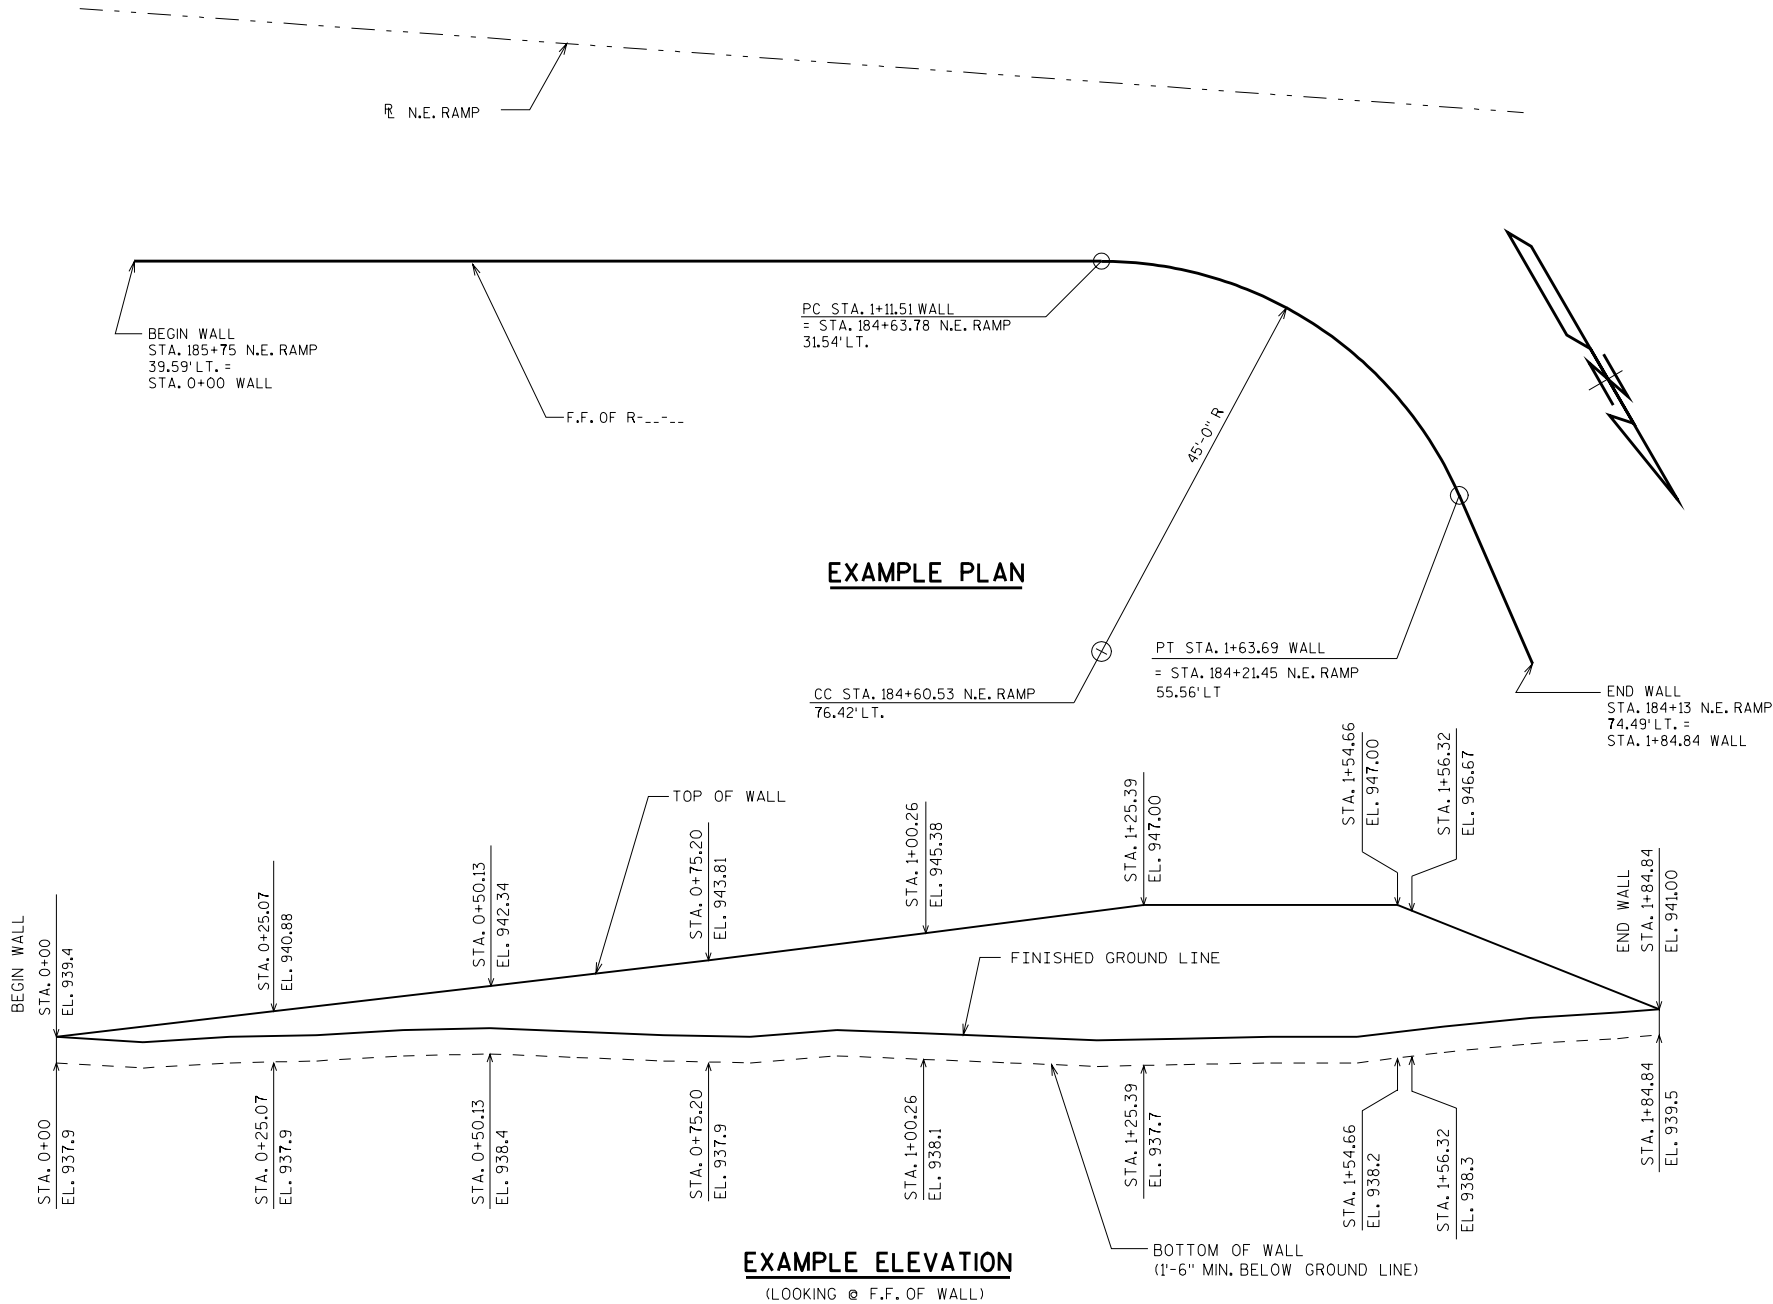 ℞ N.E. RAMP
BEGIN WALL
STA. 185+75 N.E. RAMP
39.59' LT. =
STA. 0+00 WALL
F.F. OF R-__-__
PC STA. 1+11.51 WALL
= STA. 184+63.78 N.E. RAMP
31.54' LT.
45'-0" R
EXAMPLE PLAN
CC STA. 184+60.53 N.E. RAMP
76.42' LT.
PT STA. 1+63.69 WALL
= STA. 184+21.45 N.E. RAMP
55.56' LT
END WALL
STA. 184+13 N.E. RAMP
74.49' LT. =
STA. 1+84.84 WALL
BEGIN WALL
STA. 0+00
EL. 939.4
STA. 0+25.07
EL. 940.88
STA. 0+50.13
EL. 942.34
TOP OF WALL
STA. 0+75.20
EL. 943.81
STA. 1+00.26
EL. 945.38
STA. 1+25.39
EL. 947.00
STA. 1+54.66
EL. 947.00
STA. 1+56.32
EL. 946.67
END WALL
STA. 1+84.84
EL. 941.00
FINISHED GROUND LINE
STA. 0+00
EL. 937.9
STA. 0+25.07
EL. 937.9
STA. 0+50.13
EL. 938.4
STA. 0+75.20
EL. 937.9
STA. 1+00.26
EL. 938.1
STA. 1+25.39
EL. 937.7
STA. 1+54.66
EL. 938.2
STA. 1+56.32
EL. 938.3
STA. 1+84.84
EL. 939.5
BOTTOM OF WALL
(1'-6" MIN. BELOW GROUND LINE)
EXAMPLE ELEVATION
(LOOKING @ F.F. OF WALL)